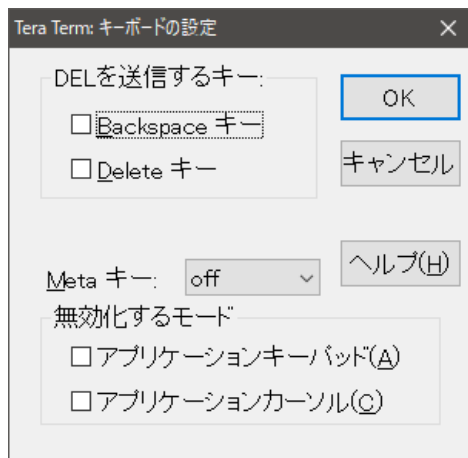 Tera Term: キーボードの設定
DELを送信するキー:
Backspace キー
Delete キー
OK
キャンセル
ヘルプ(H)
Meta キー: off
無効化するモード
アプリケーションキーパッド(A)
アプリケーションカーソル(C)